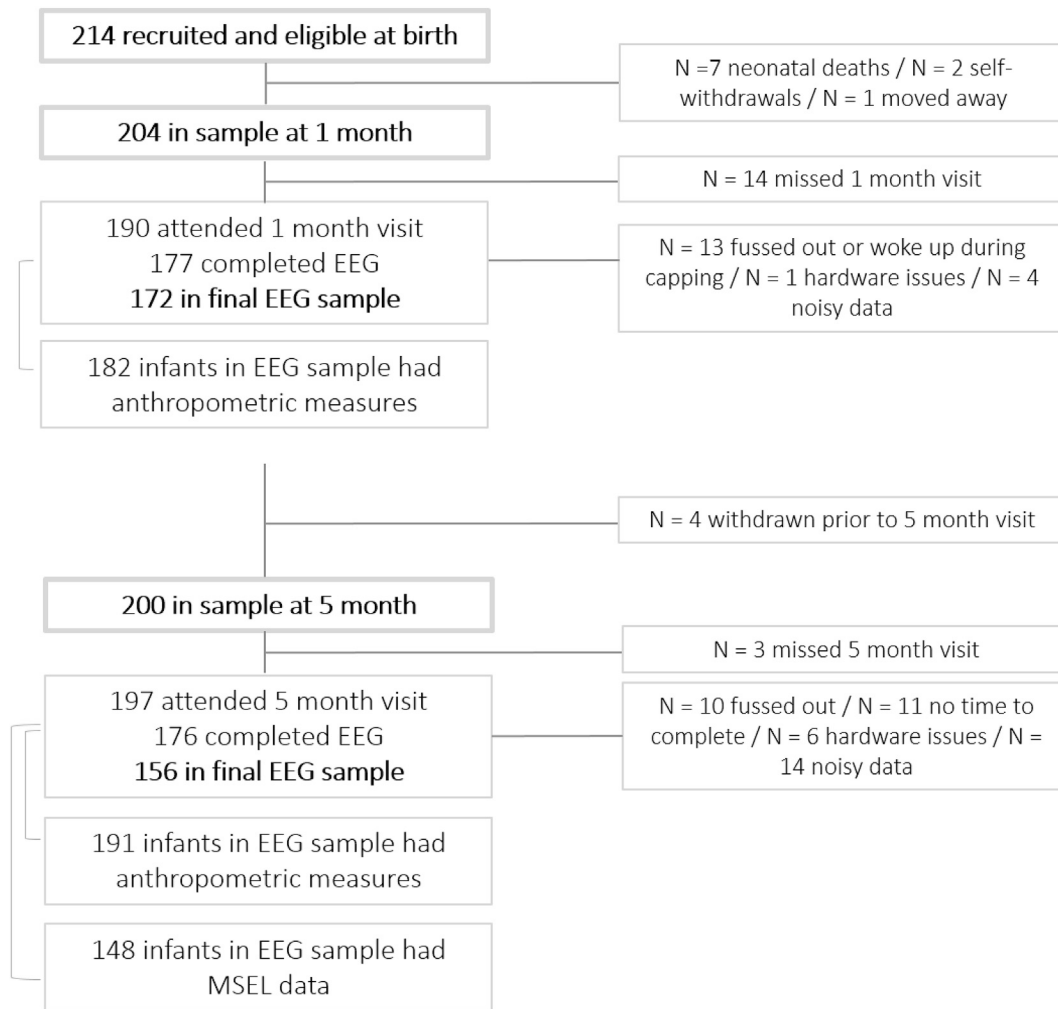 214 recruited and eligible at birth
N =7 neonatal deaths / N = 2 self-
withdrawals / N = 1 moved away
204 in sample at 1 month
N = 14 missed 1 month visit
190 attended 1 month visit
177 completed EEG
172 in final EEG sample
N = 13 fussed out or woke up during
capping / N = 1 hardware issues / N = 4
noisy data
182 infants in EEG sample had
anthropometric measures
N = 4 withdrawn prior to 5 month visit
200 in sample at 5 month
N = 3 missed 5 month visit
197 attended 5 month visit
176 completed EEG
156 in final EEG sample
N = 10 fussed out / N = 11 no time to
complete / N = 6 hardware issues / N =
14 noisy data
191 infants in EEG sample had
anthropometric measures
148 infants in EEG sample had
MSEL data